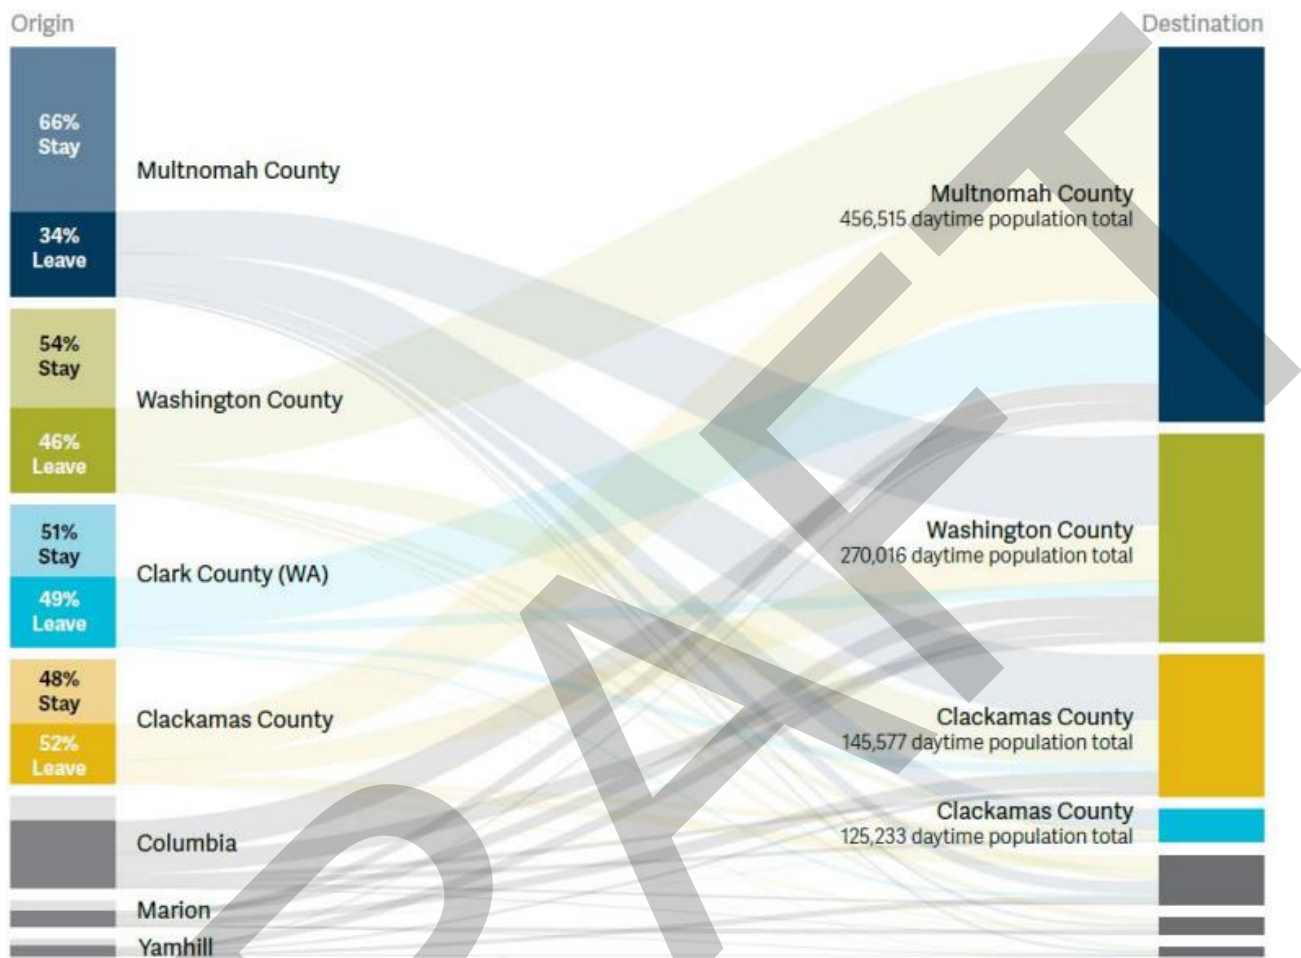 Origin
Destination
66%
Stay
Multnomah County
34%
Leave
Multnomah County
456,515 daytime population total
54%
Stay
Washington County
46%
Leave
51%
Stay
Clark County (WA)
49%
Leave
Washington County
270,016 daytime population total
48%
Stay
Clackamas County
52%
Leave
Clackamas County
145,577 daytime population total
Clackamas County
125,233 daytime population total
Columbia
Marion
Yamhill
DRAFT